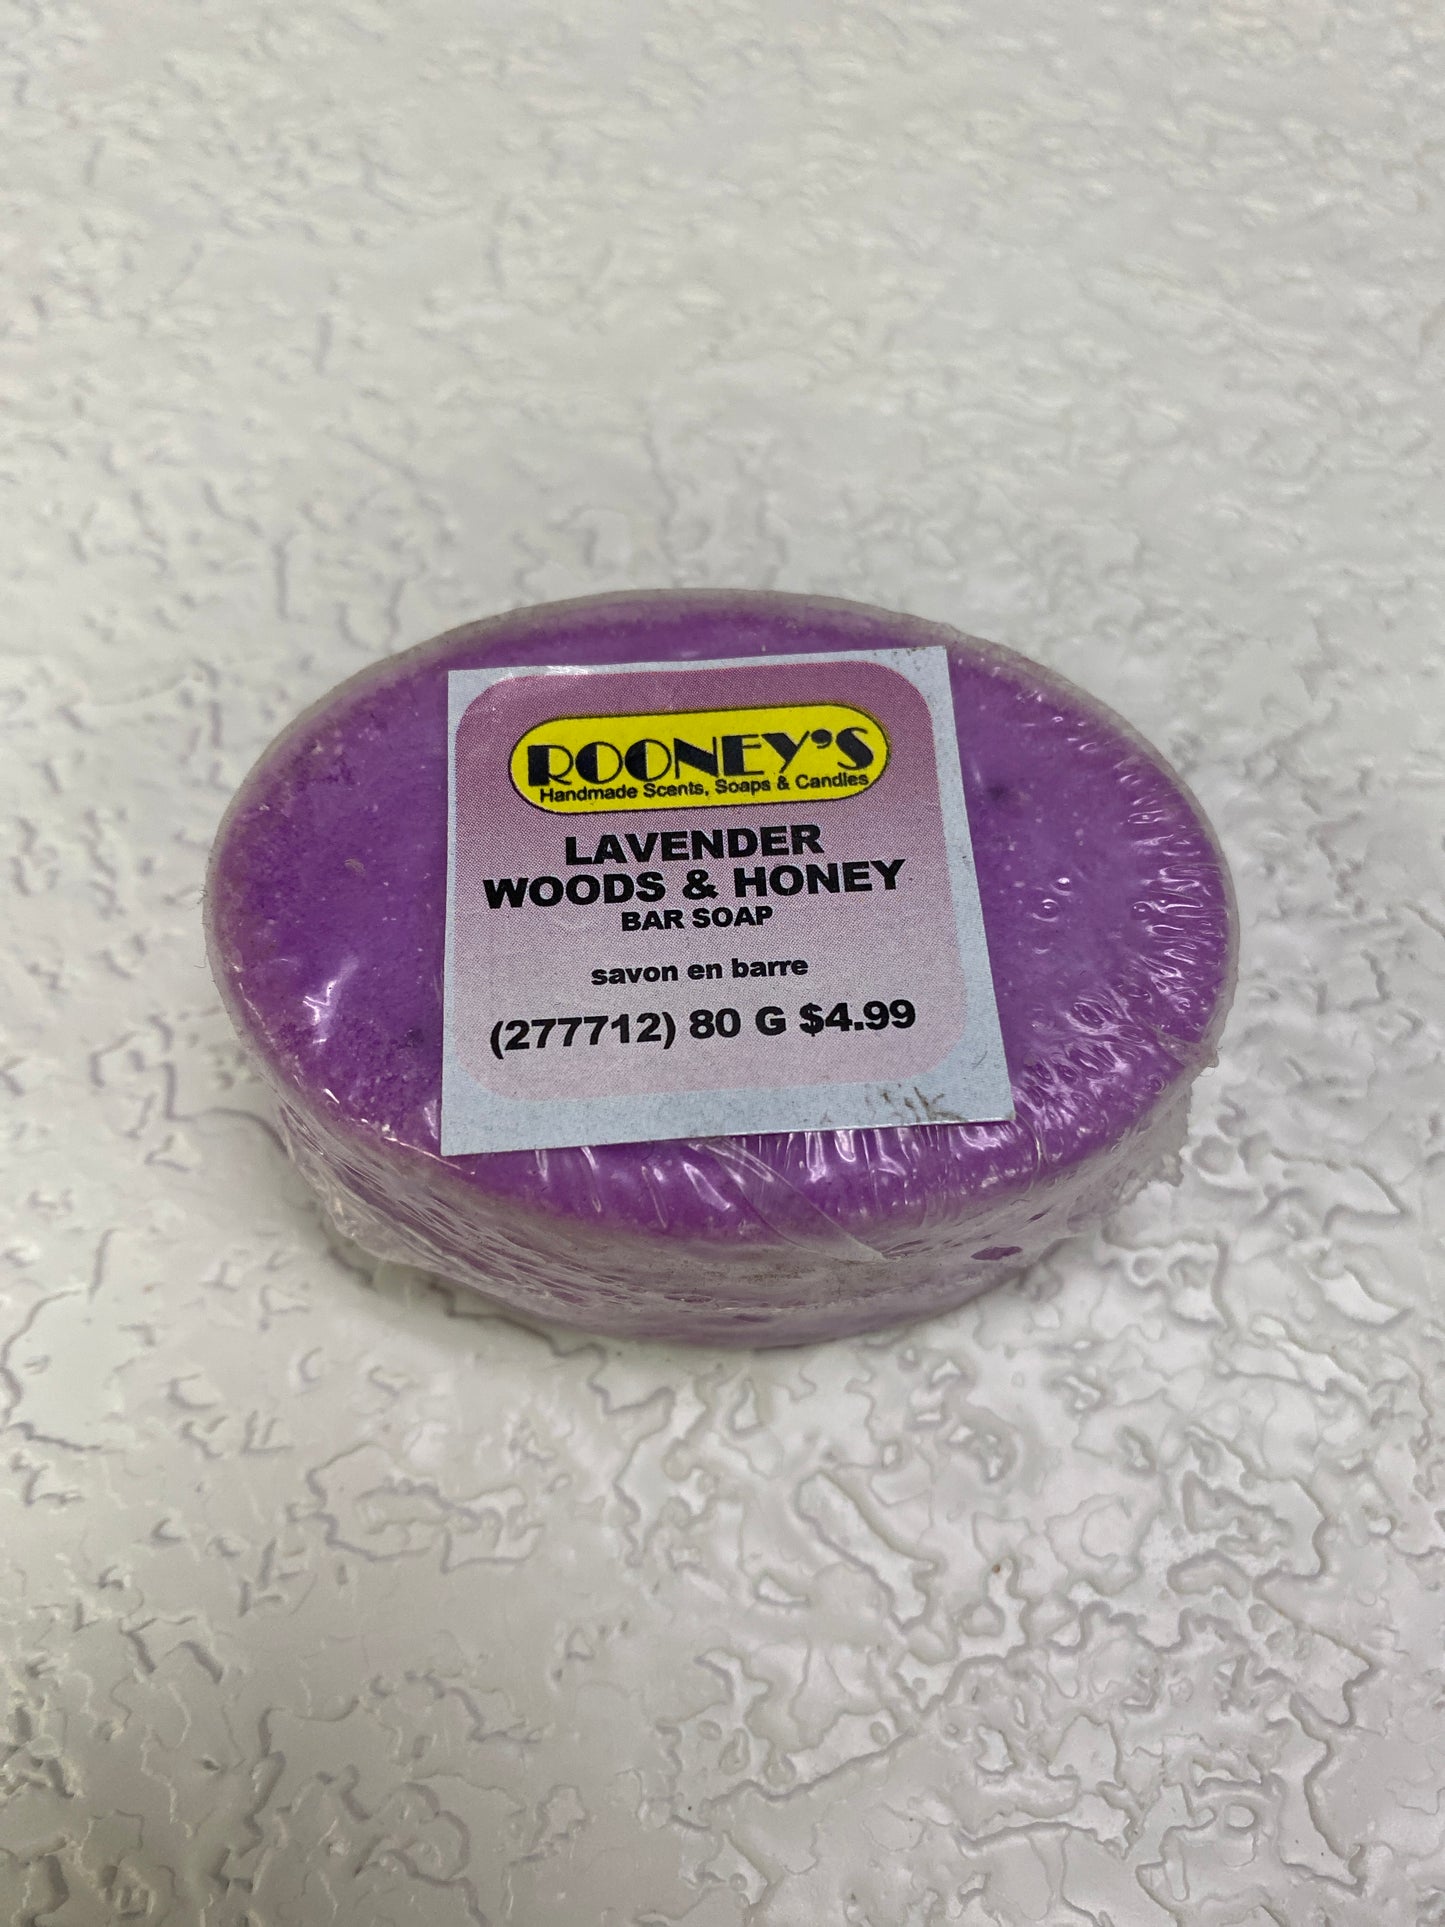 ROONEY'S
Handmade Scents, Soaps & Candles
LAVENDER
WOODS & HONEY
BAR SOAP
savon en barre
(277712) 80 G $4.99